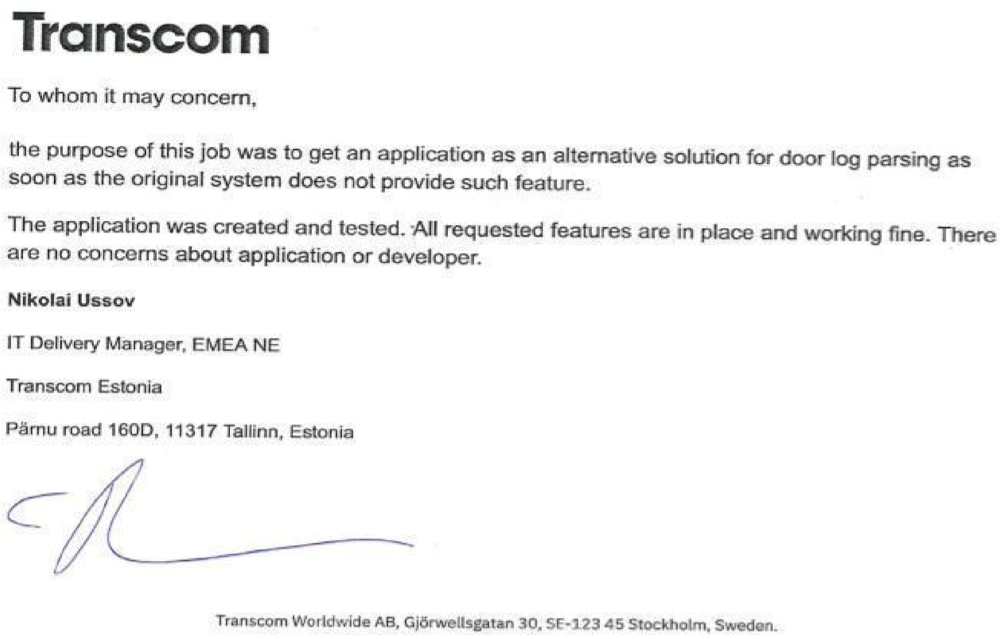 Transcom
To whom it may concern,
the purpose of this job was to get an application as an alternative solution for door log parsing as
soon as the original system does not provide such feature.
The application was created and tested. All requested features are in place and working fine. There
are no concerns about application or developer.
Nikolai Ussov
IT Delivery Manager, EMEA NE
Transcom Estonia
Pärnu road 160D, 11317 Tallinn, Estonia
Transcom Worldwide AB, Gjörwellsgatan 30, SE-123 45 Stockholm, Sweden.